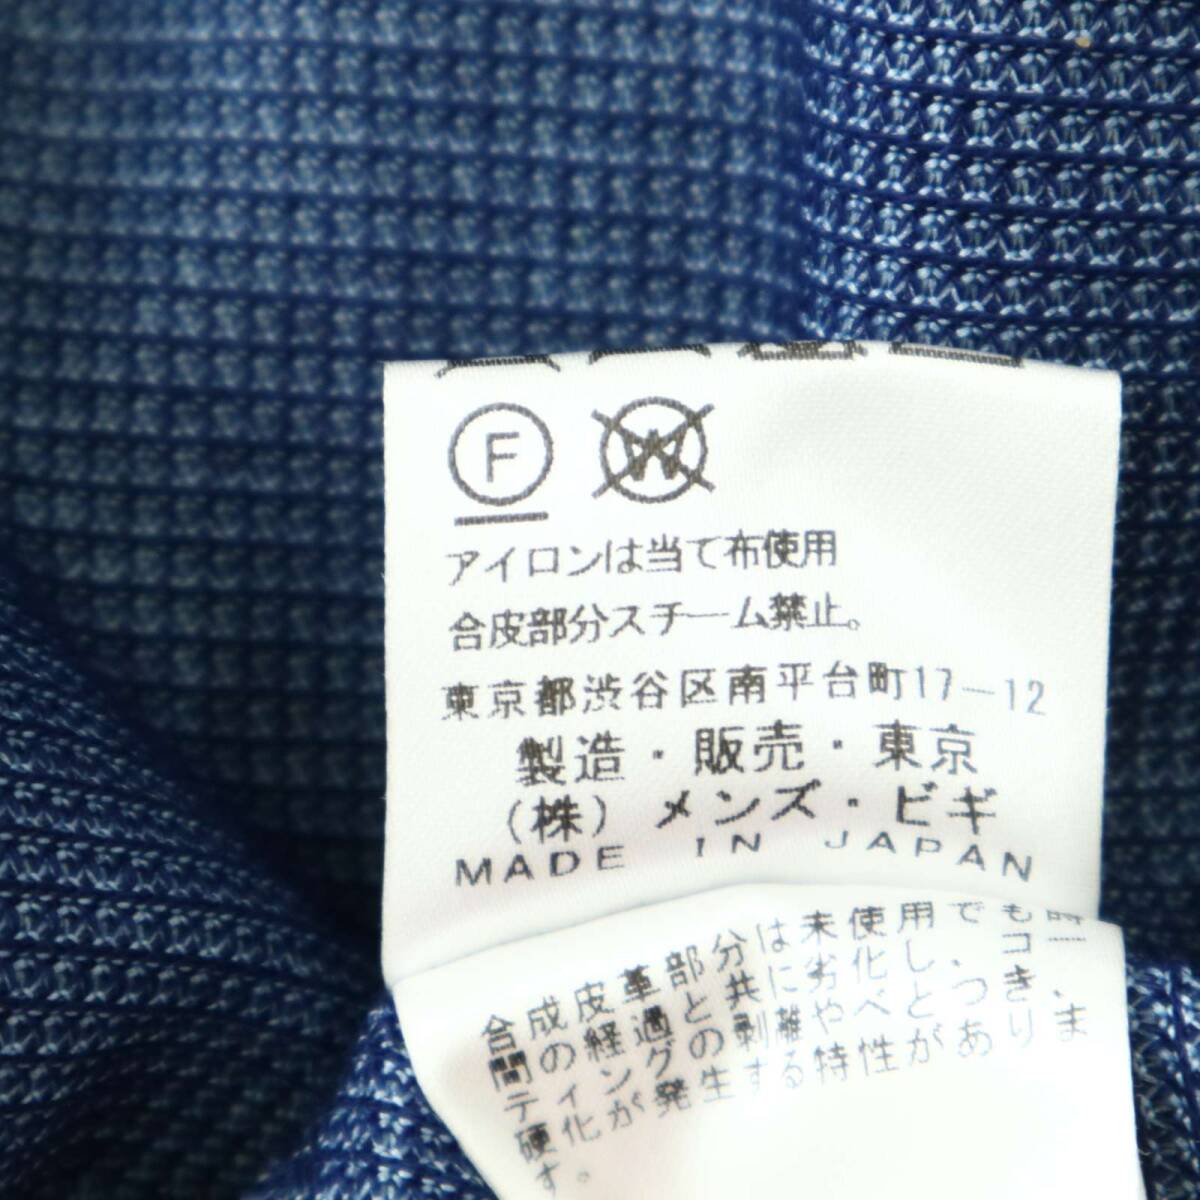 F W
アイロンは当て布使用
合皮部分スチーム禁止。
東京都渋谷区南平台町17-12
製造・販売・東京
(株)メンズ・ビギ
MADE IN JAPAN
合成皮革部分は未使用でも時
間の経過と共に劣化し、コー
ティングの剥離やべとつき、ま
硬化が発生する特性があり
す。